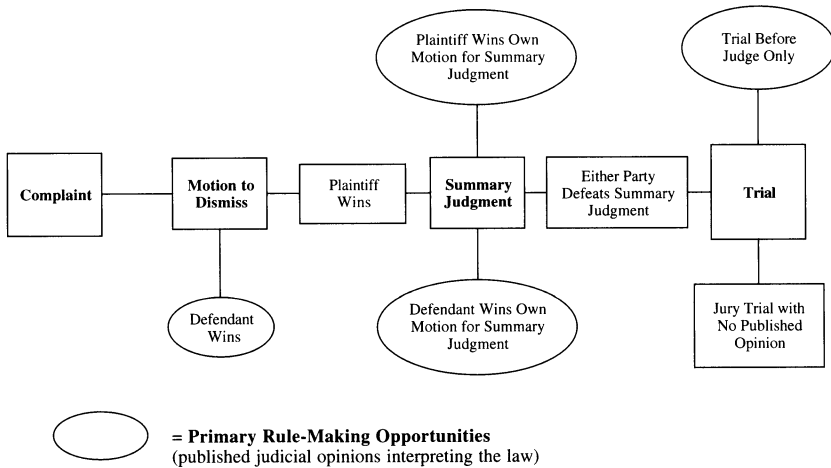 Plaintiff Wins Own
Motion for Summary
Judgment
Trial Before
Judge Only
Complaint
Motion to
Dismiss
Plaintiff
Wins
Summary
Judgment
Either Party
Defeats Summary
Judgment
Trial
Defendant
Wins
Defendant Wins Own
Motion for Summary
Judgment
Jury Trial with
No Published
Opinion
= Primary Rule-Making Opportunities
(published judicial opinions interpreting the law)